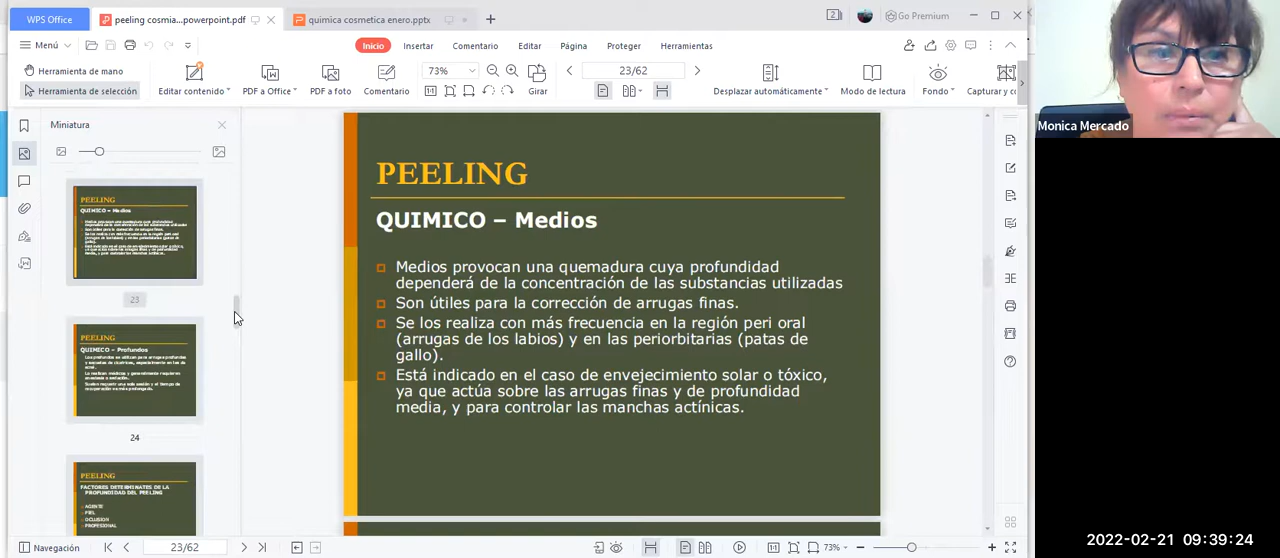 WPS Office
peeling cosmia...powerpoint.pdf
quimica cosmetica enero.pptx
2
Go Premium
Menú
Inicio
Insertar
Comentario
Editar
Página
Proteger
Herramientas
Herramienta de mano
Herramienta de selección
Editar contenido
PDF a Office
PDF a foto
Comentario
73%
Girar
23/62
Desplazar automáticamente
Modo de lectura
Fondo
Capturar y co
Monica Mercado
Miniatura
PEELING
QUIMICO – Medios
23
PEELING
QUIMICO – Profundos
24
PEELING
FACTORES DETERMINATES DE LA
PROFUNDIDAD DEL PEELING
AGENTE
PIEL
OCLUSION
PROFESIONAL
PEELING
QUIMICO – Medios
Medios provocan una quemadura cuya profundidad
dependerá de la concentración de las substancias utilizadas
Son útiles para la corrección de arrugas finas.
Se los realiza con más frecuencia en la región peri oral
(arrugas de los labios) y en las periorbitarias (patas de
gallo).
Está indicado en el caso de envejecimiento solar o tóxico,
ya que actúa sobre las arrugas finas y de profundidad
media, y para controlar las manchas actínicas.
Navegación
23/62
73%
2022-02-21 09:39:24